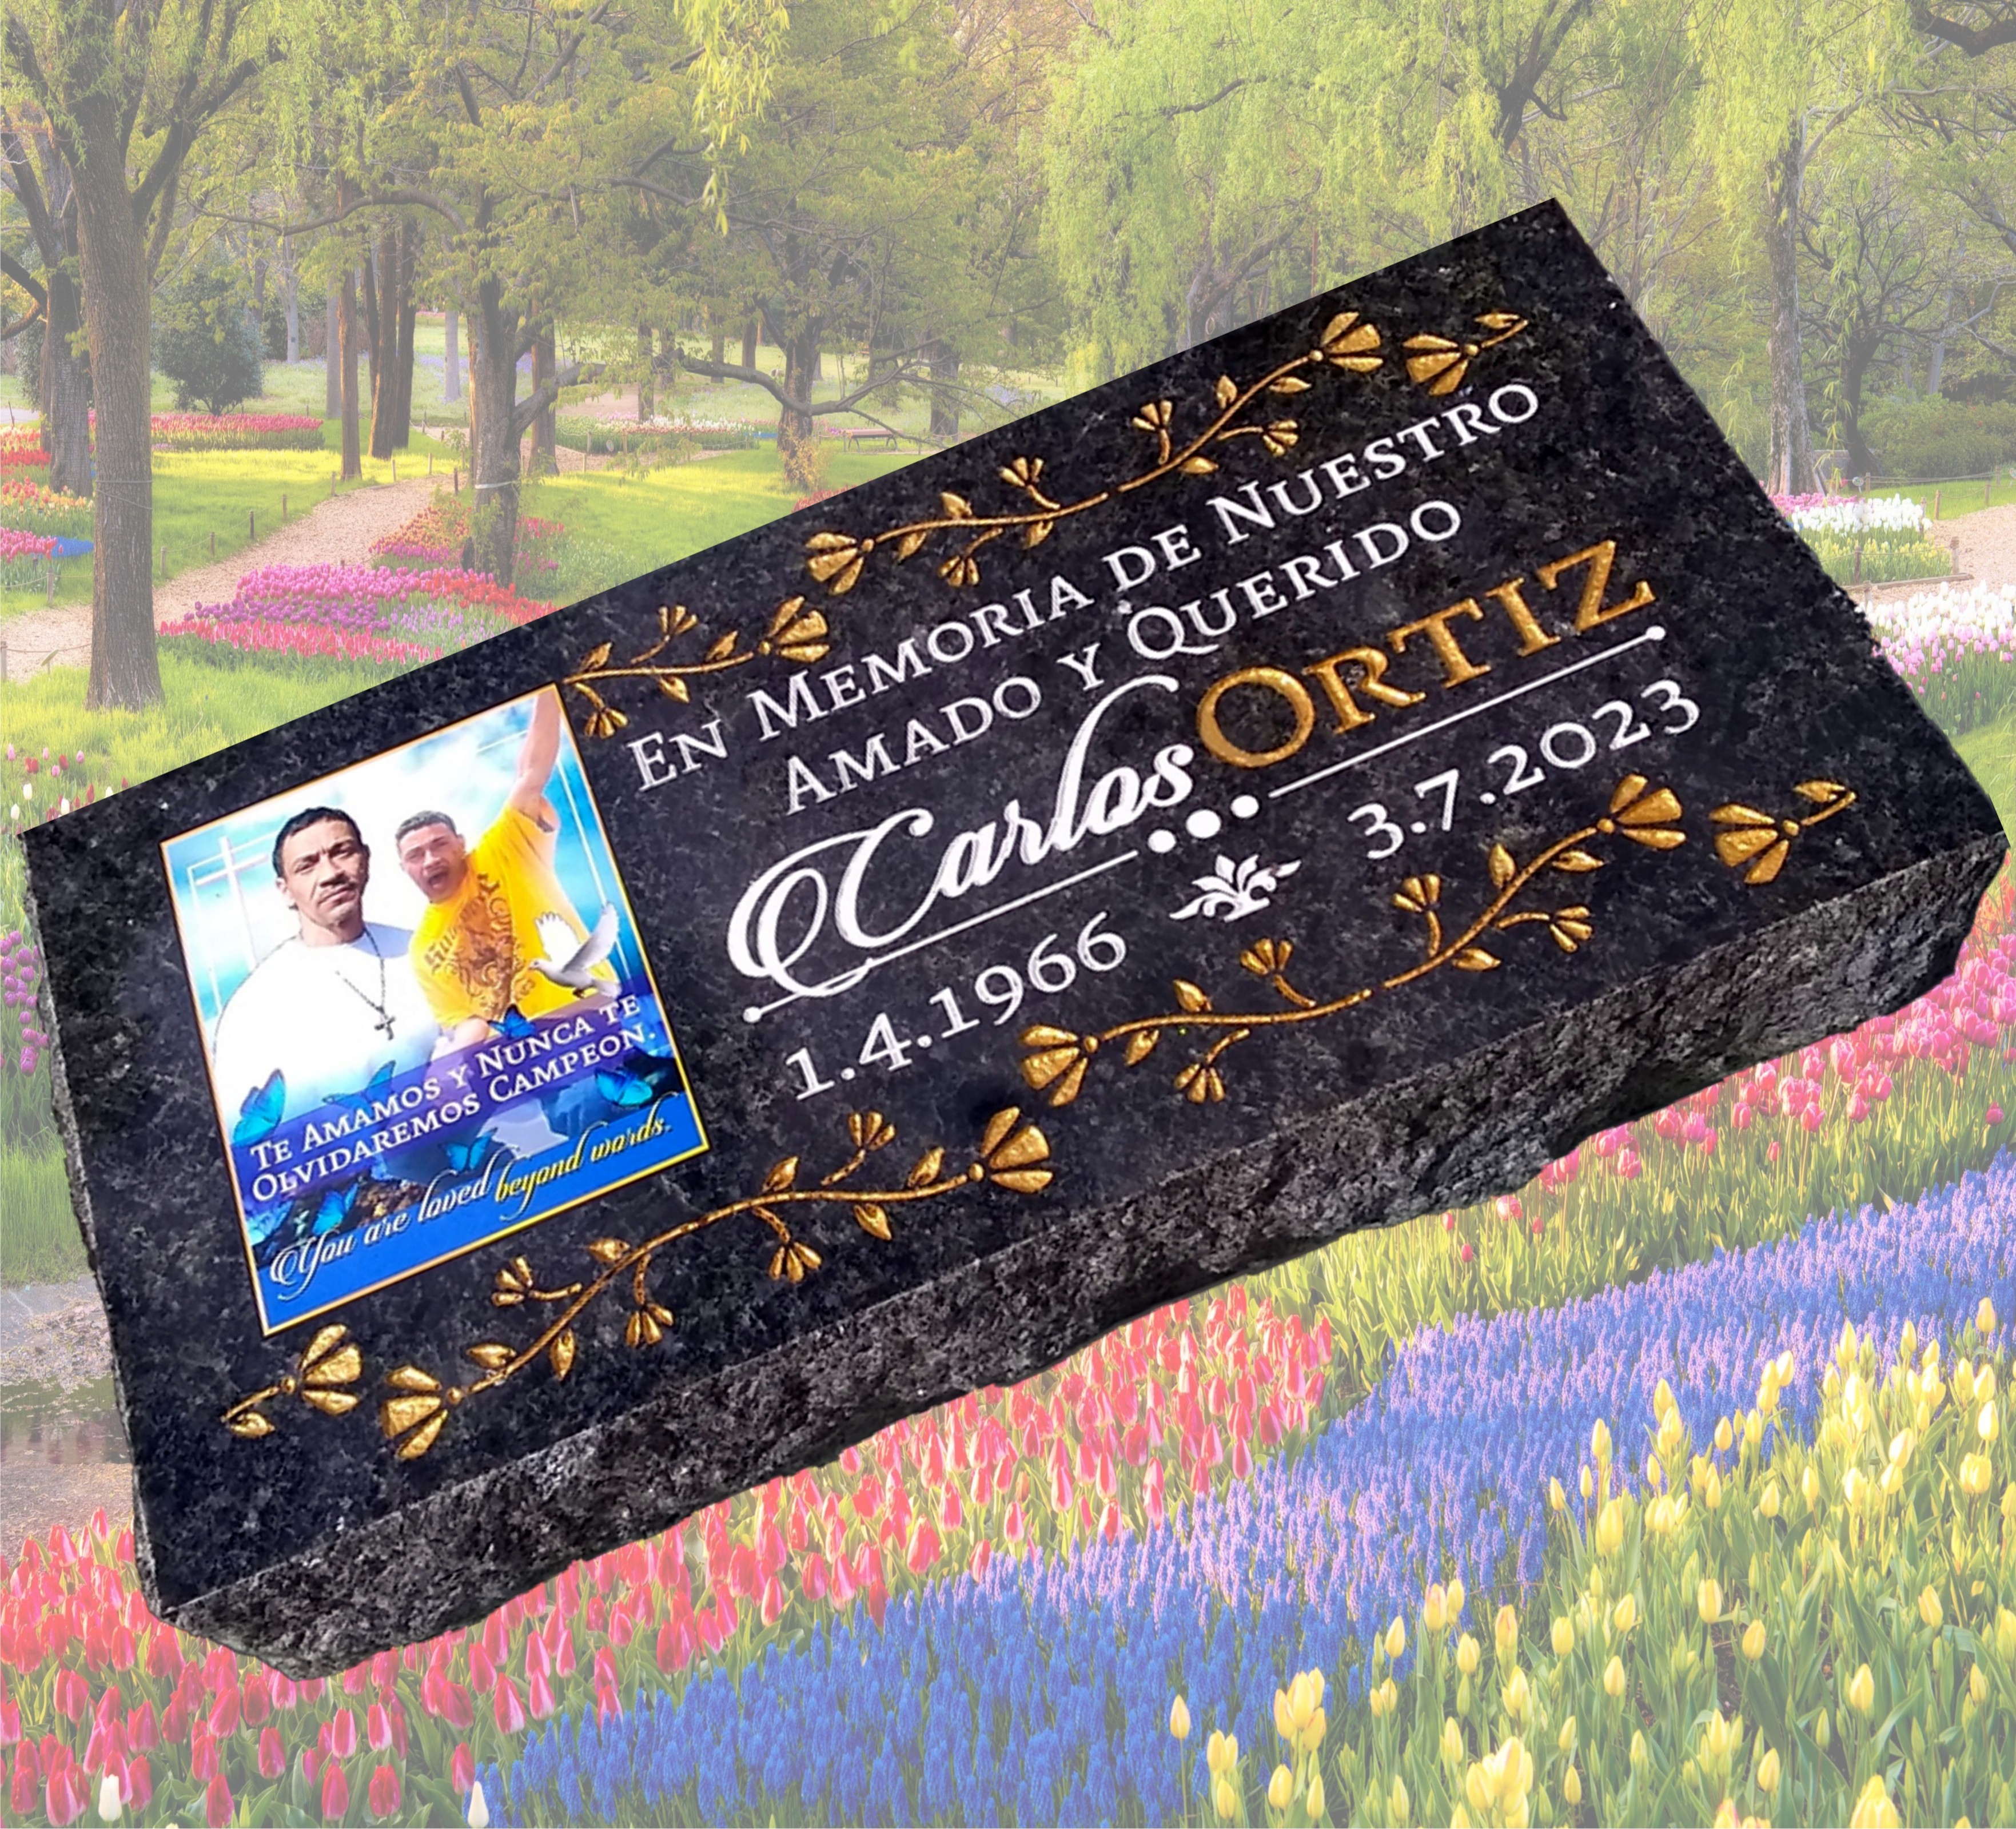 En Memoria de Nuestro
Amado y Querido
Carlos Ortiz
1.4.1966 3.7.2023
Te Amamos y Nunca te
Olvidaremos Campeon.
You are loved beyond words.